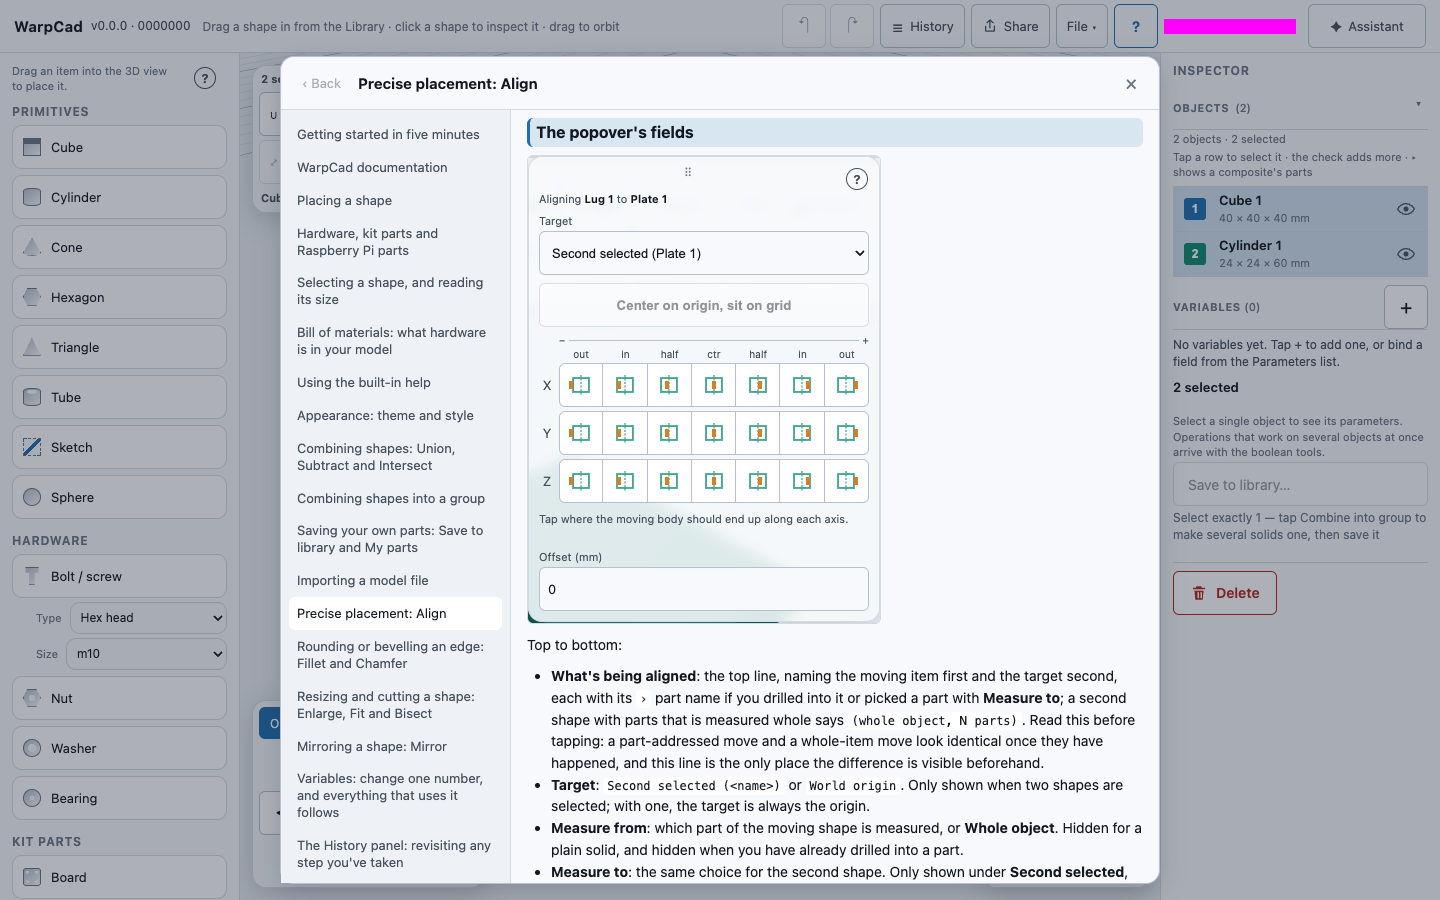 WarpCad v0.0.0 · 0000000 Drag a shape in from the Library · click a shape to inspect it · drag to orbit
History
Share
File
?
Assistant
Drag an item into the 3D view
to place it.
?
PRIMITIVES
Cube
Cylinder
Cone
Hexagon
Triangle
Tube
Sketch
Sphere
HARDWARE
Bolt / screw
Type Hex head
Size m10
Nut
Washer
Bearing
KIT PARTS
Board
2 se
U
Cub
O
‹ Back Precise placement: Align ×
Getting started in five minutes
WarpCad documentation
Placing a shape
Hardware, kit parts and
Raspberry Pi parts
Selecting a shape, and reading
its size
Bill of materials: what hardware
is in your model
Using the built-in help
Appearance: theme and style
Combining shapes: Union,
Subtract and Intersect
Combining shapes into a group
Saving your own parts: Save to
library and My parts
Importing a model file
Precise placement: Align
Rounding or bevelling an edge:
Fillet and Chamfer
Resizing and cutting a shape:
Enlarge, Fit and Bisect
Mirroring a shape: Mirror
Variables: change one number,
and everything that uses it
follows
The History panel: revisiting any
step you've taken
The popover's fields
?
Aligning Lug 1 to Plate 1
Target
Second selected (Plate 1)
Center on origin, sit on grid
− +
out in half ctr half in out
X
Y
Z
Tap where the moving body should end up along each axis.
Offset (mm)
0
Top to bottom:
• What's being aligned: the top line, naming the moving item first and the target second,
each with its › part name if you drilled into it or picked a part with Measure to; a second
shape with parts that is measured whole says (whole object, N parts). Read this before
tapping: a part-addressed move and a whole-item move look identical once they have
happened, and this line is the only place the difference is visible beforehand.
• Target: Second selected (<name>) or World origin. Only shown when two shapes are
selected; with one, the target is always the origin.
• Measure from: which part of the moving shape is measured, or Whole object. Hidden for a
plain solid, and hidden when you have already drilled into a part.
• Measure to: the same choice for the second shape. Only shown under Second selected,
INSPECTOR
OBJECTS (2)
2 objects · 2 selected
Tap a row to select it · the check adds more · ▸
shows a composite's parts
1 Cube 1
40 × 40 × 40 mm
2 Cylinder 1
24 × 24 × 60 mm
VARIABLES (0) +
No variables yet. Tap + to add one, or bind a
field from the Parameters list.
2 selected
Select a single object to see its parameters.
Operations that work on several objects at once
arrive with the boolean tools.
Save to library…
Select exactly 1 — tap Combine into group to
make several solids one, then save it
Delete